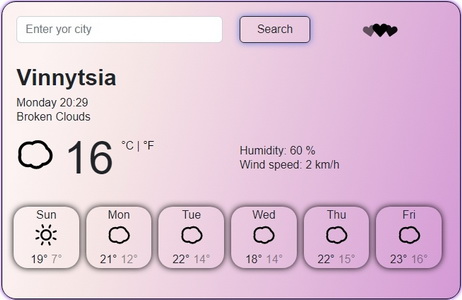 Enter yor city
Search
Vinnytsia
Monday 20:29
Broken Clouds
16 °C | °F
Humidity: 60 %
Wind speed: 2 km/h
Sun Mon Tue Wed Thu Fri
19° 7° 21° 12° 22° 14° 18° 14° 22° 15° 23° 16°